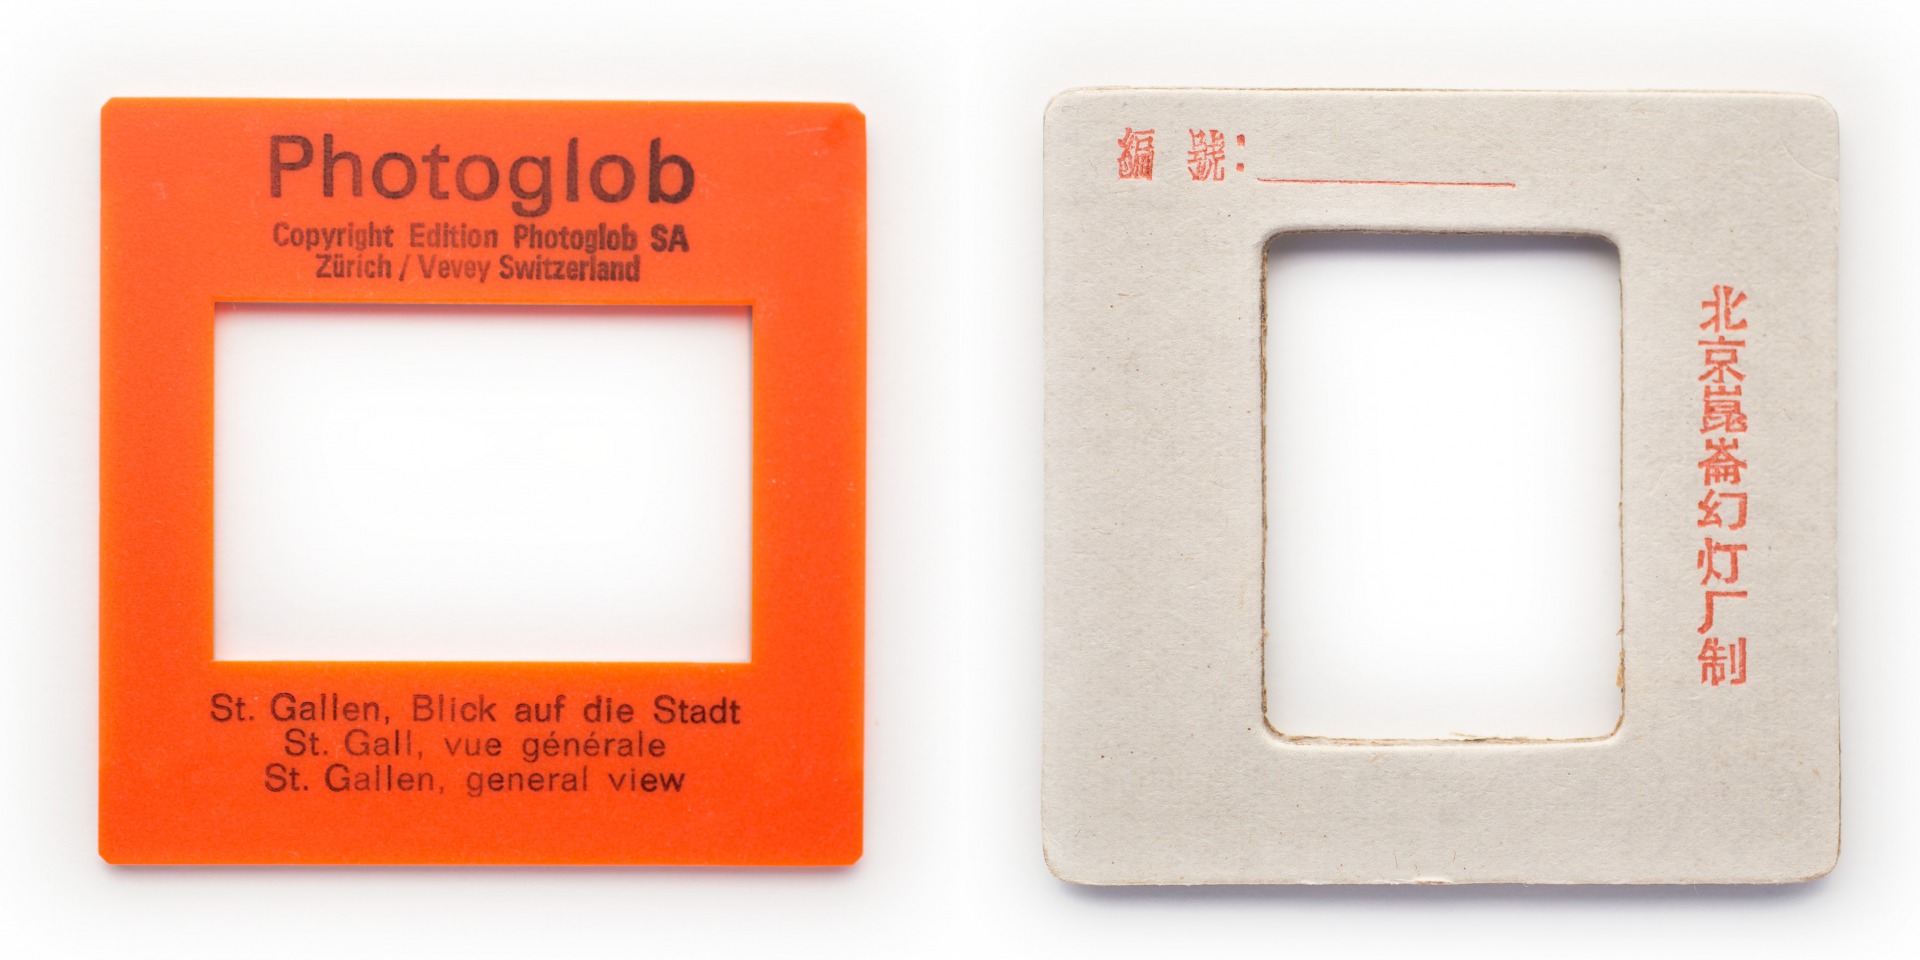 Photoglob
Copyright Edition Photoglob SA
Zürich / Vevey Switzerland
St. Gallen, Blick auf die Stadt
St. Gall, vue générale
St. Gallen, general view
編號:
北京崑崙幻灯厂制